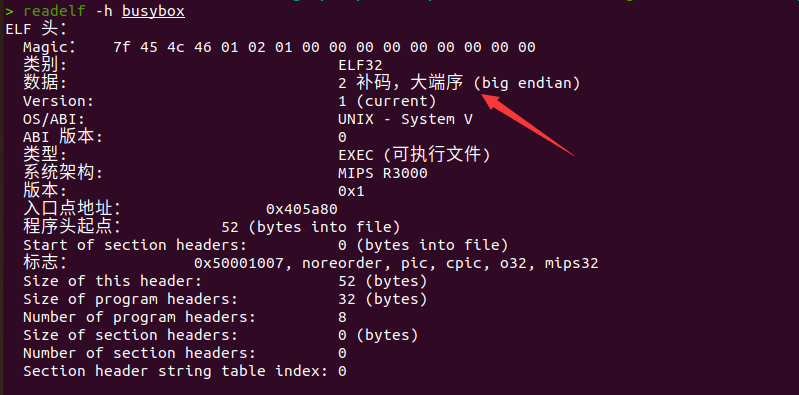 > readelf -h busybox
ELF 头：
Magic： 7f 45 4c 46 01 02 01 00 00 00 00 00 00 00 00 00
类别: ELF32
数据: 2 补码，大端序 (big endian)
Version: 1 (current)
OS/ABI: UNIX - System V
ABI 版本: 0
类型: EXEC (可执行文件)
系统架构: MIPS R3000
版本: 0x1
入口点地址： 0x405a80
程序头起点： 52 (bytes into file)
Start of section headers: 0 (bytes into file)
标志： 0x50001007, noreorder, pic, cpic, o32, mips32
Size of this header: 52 (bytes)
Size of program headers: 32 (bytes)
Number of program headers: 8
Size of section headers: 0 (bytes)
Number of section headers: 0
Section header string table index: 0